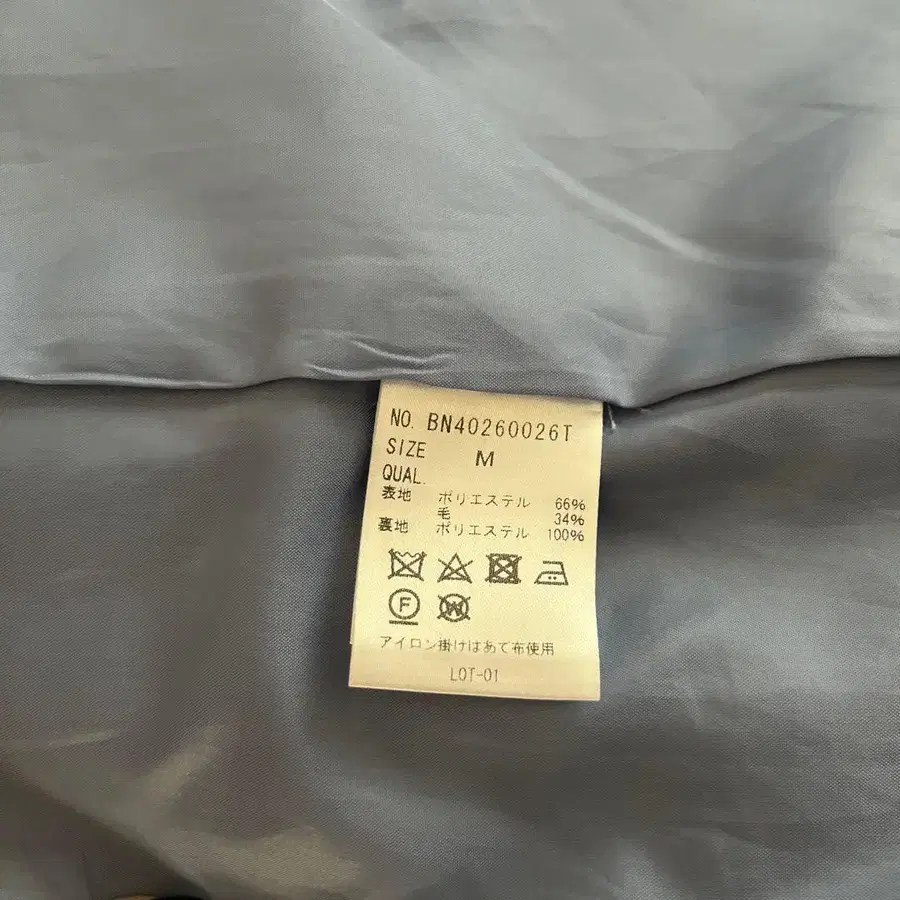 NO. BN40260026T
SIZE M
QUAL.
表地 ポリエステル 66%
毛 34%
裏地 ポリエステル 100%
F W
アイロン掛けはあて布使用
LOT-01